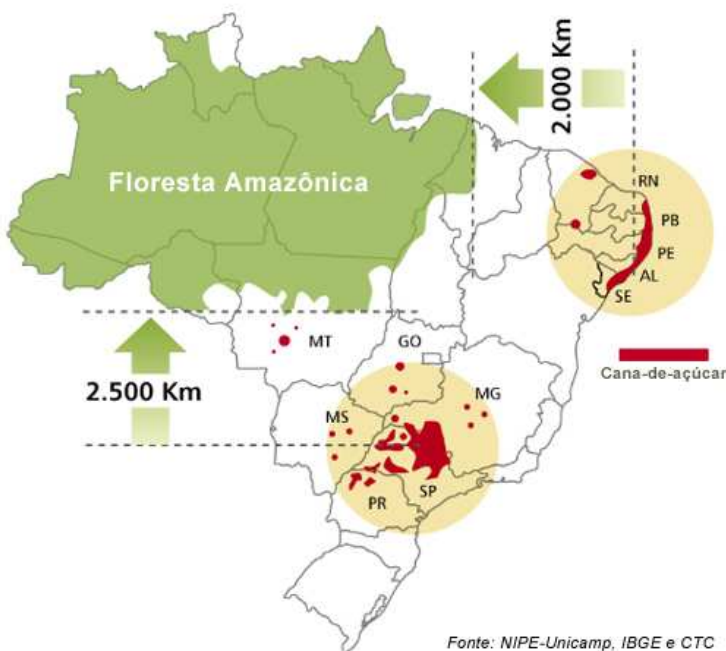 2.000 Km
Floresta Amazônica
RN
PB
PE
AL
SE
MT
GO
Cana-de-açúcar
2.500 Km
MG
MS
SP
PR
Fonte: NIPE-Unicamp, IBGE e CTC